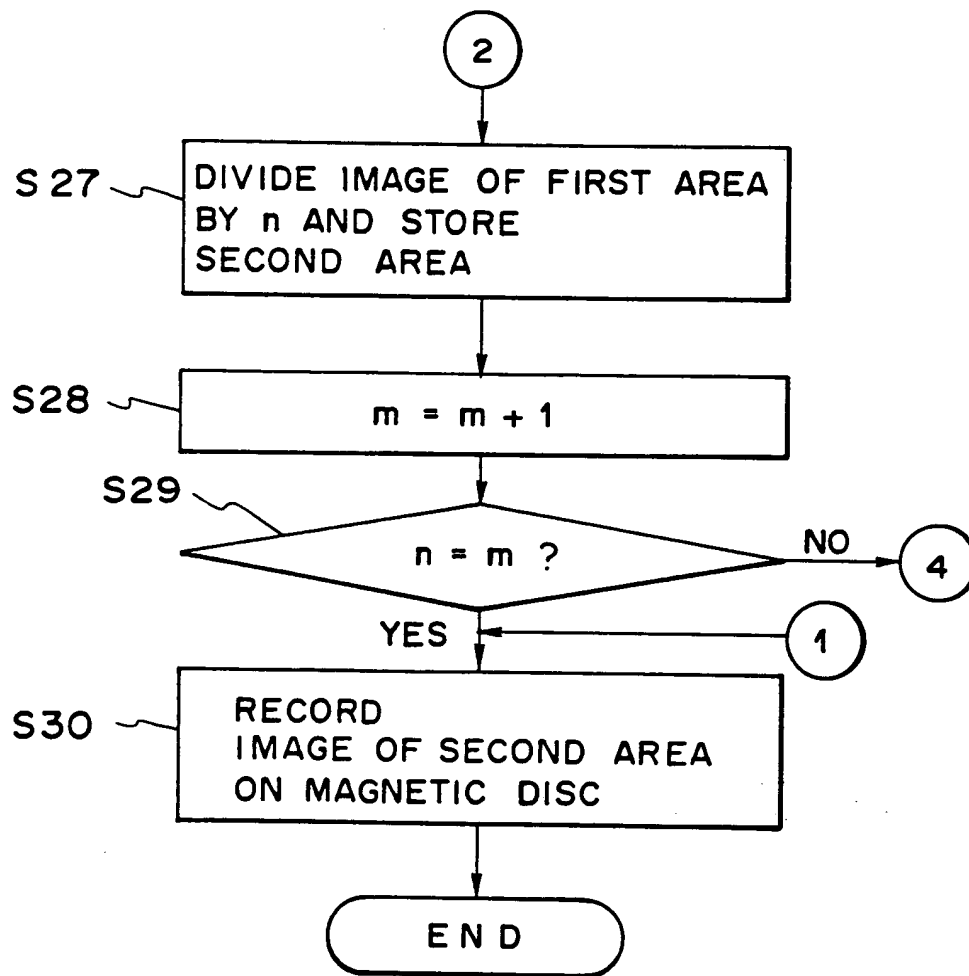 2
S27
DIVIDE IMAGE OF FIRST AREA
BY n AND STORE
SECOND AREA
S28
m = m + 1
S29
n = m ?
NO
4
YES
1
S30
RECORD
IMAGE OF SECOND AREA
ON MAGNETIC DISC
END